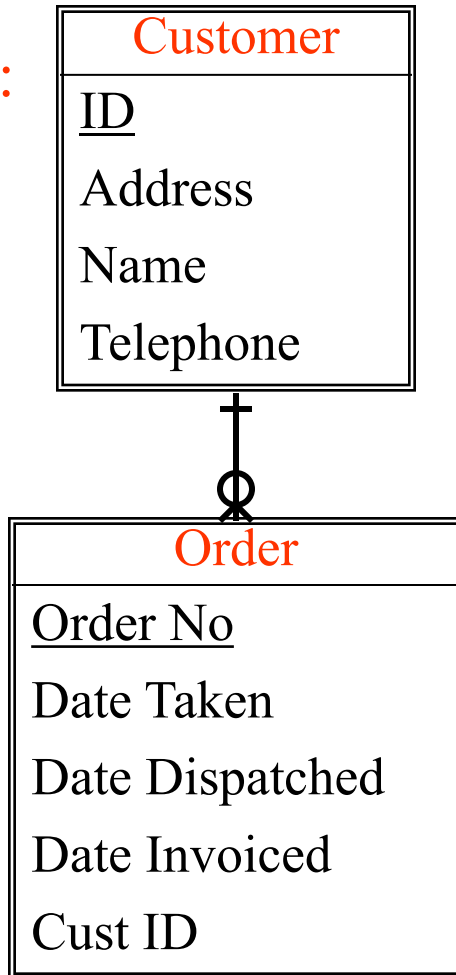 Customer
:
ID
Address
Name
Telephone
Order
Order No
Date Taken
Date Dispatched
Date Invoiced
Cust ID